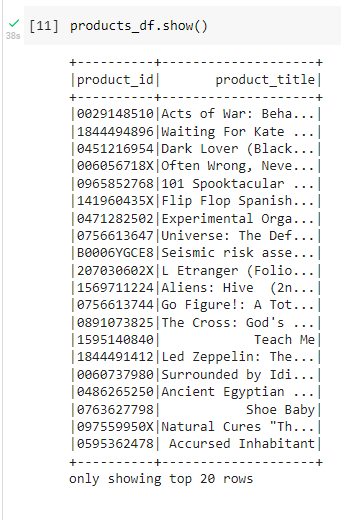 [11] products_df.show()
38s
+----------+--------------------+
|product_id|       product_title|
+----------+--------------------+
|0029148510|Acts of War: Beha...|
|1844494896|Waiting For Kate ...|
|0451216954|Dark Lover (Black...|
|006056718X|Often Wrong, Neve...|
|0965852768|101 Spooktacular ...|
|141960435X|Flip Flop Spanish...|
|0471282502|Experimental Orga...|
|0756613647|Universe: The Def...|
|B0006YGCE8|Seismic risk asse...|
|207030602X|L Etranger (Folio...|
|1569711224|Aliens: Hive  (2n...|
|0756613744|Go Figure!: A Tot...|
|0891073825|The Cross: God's ...|
|1595140840|            Teach Me|
|1844491412|Led Zeppelin: The...|
|0060737980|Surrounded by Idi...|
|0486265250|Ancient Egyptian ...|
|0763627798|           Shoe Baby|
|097559950X|Natural Cures "Th...|
|0595362478| Accursed Inhabitant|
+----------+--------------------+
only showing top 20 rows